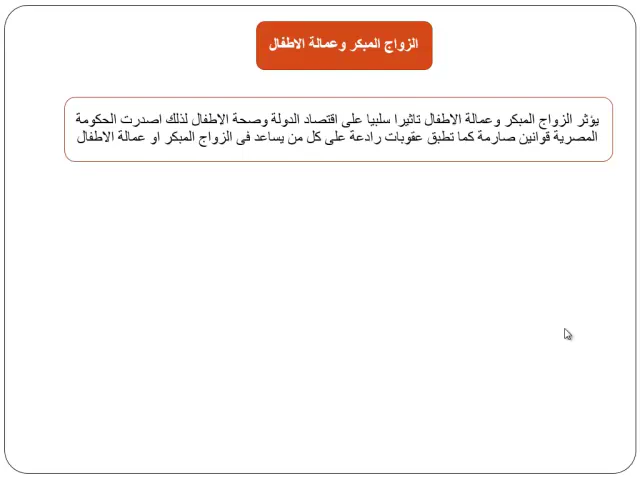 الزواج المبكر وعمالة الاطفال
يؤثر الزواج المبكر وعمالة الاطفال تاثيرا سلبيا على اقتصاد الدولة وصحة الاطفال لذلك اصدرت الحكومة
المصرية قوانين صارمة كما تطبق عقوبات رادعة على كل من يساعد فى الزواج المبكر او عمالة الاطفال